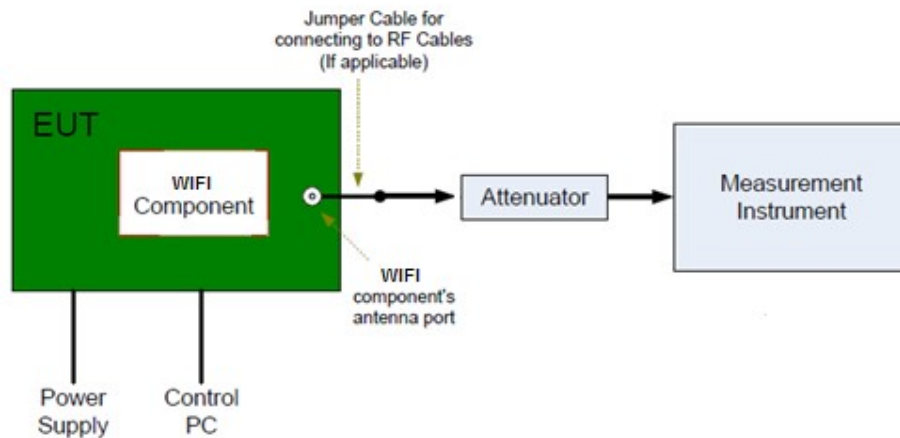 Jumper Cable for
connecting to RF Cables
(If applicable)
EUT
WIFI
Component
Attenuator
Measurement
Instrument
WIFI
component's
antenna port
Power
Supply
Control
PC